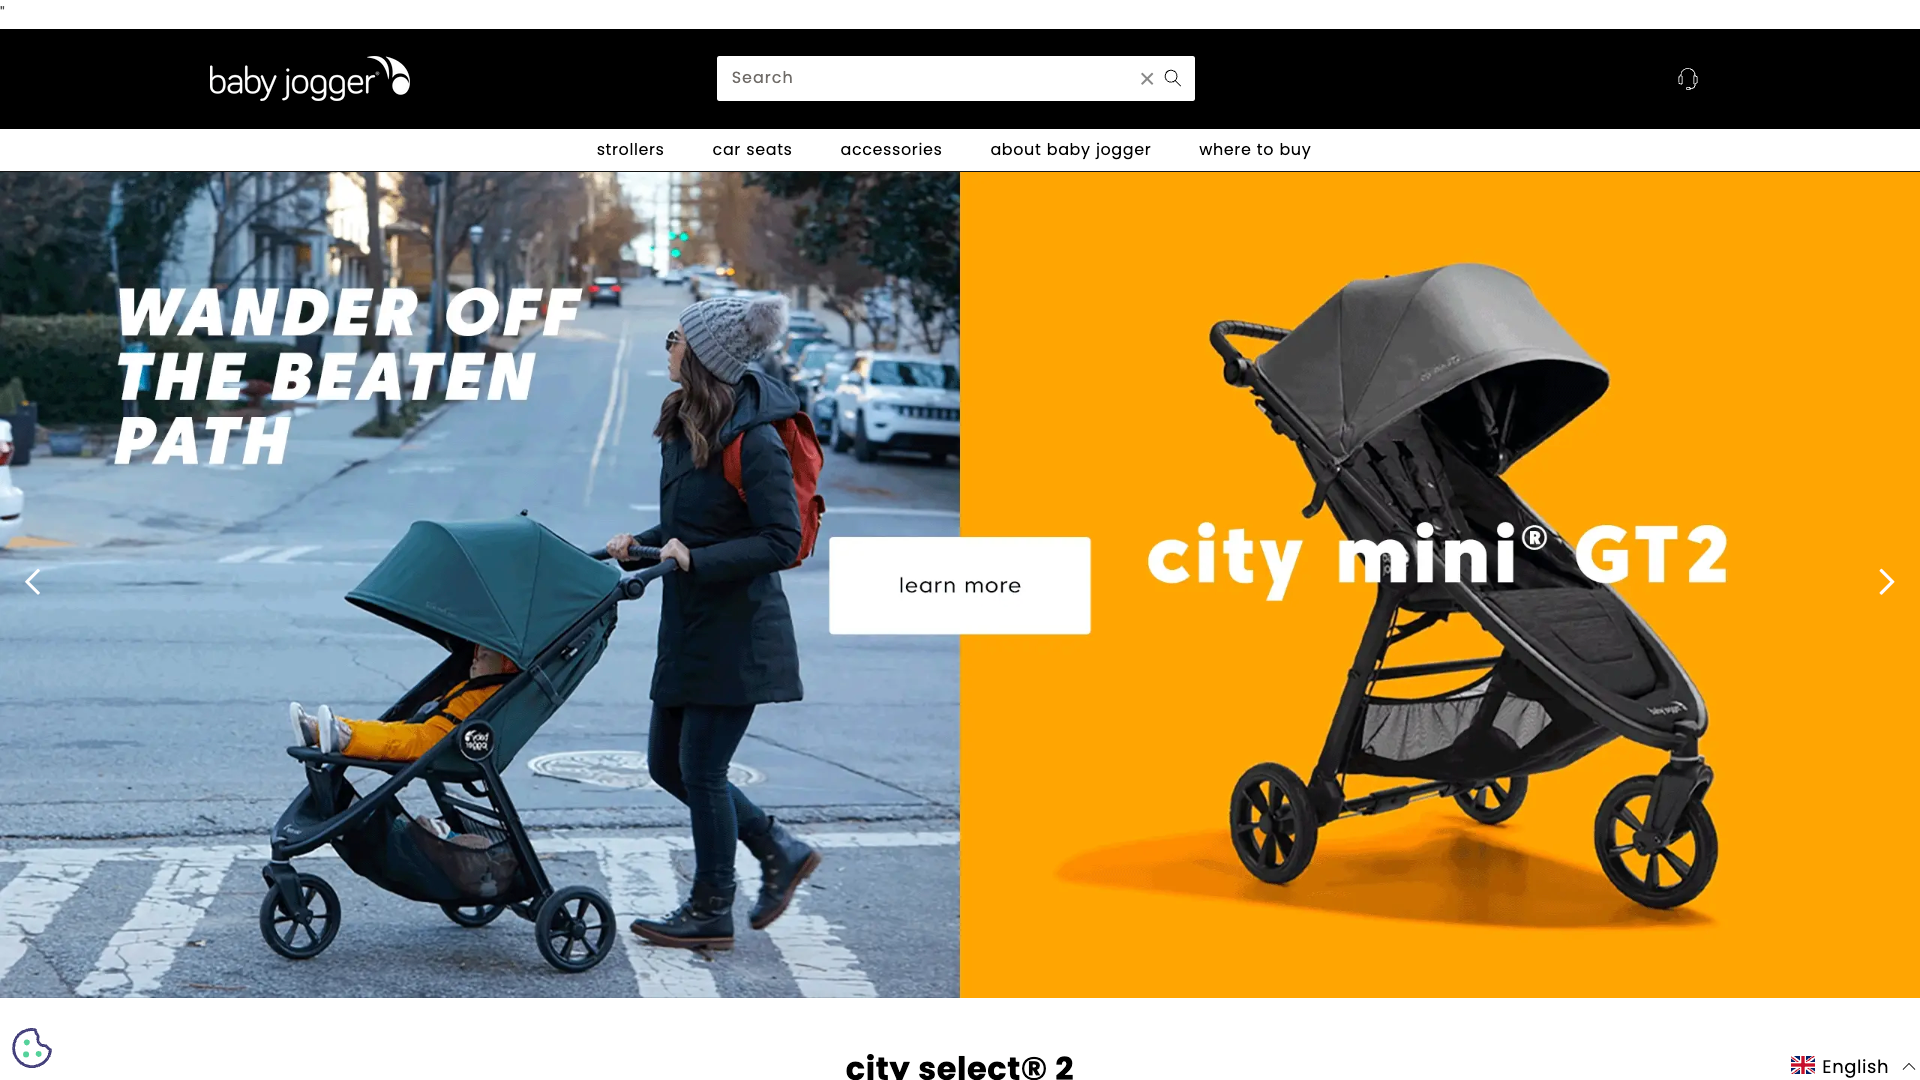 "
baby jogger®
Search
strollers
car seats
accessories
about baby jogger
where to buy
WANDER OFF
THE BEATEN
PATH
learn more
city mini® GT2
city select® 2
English